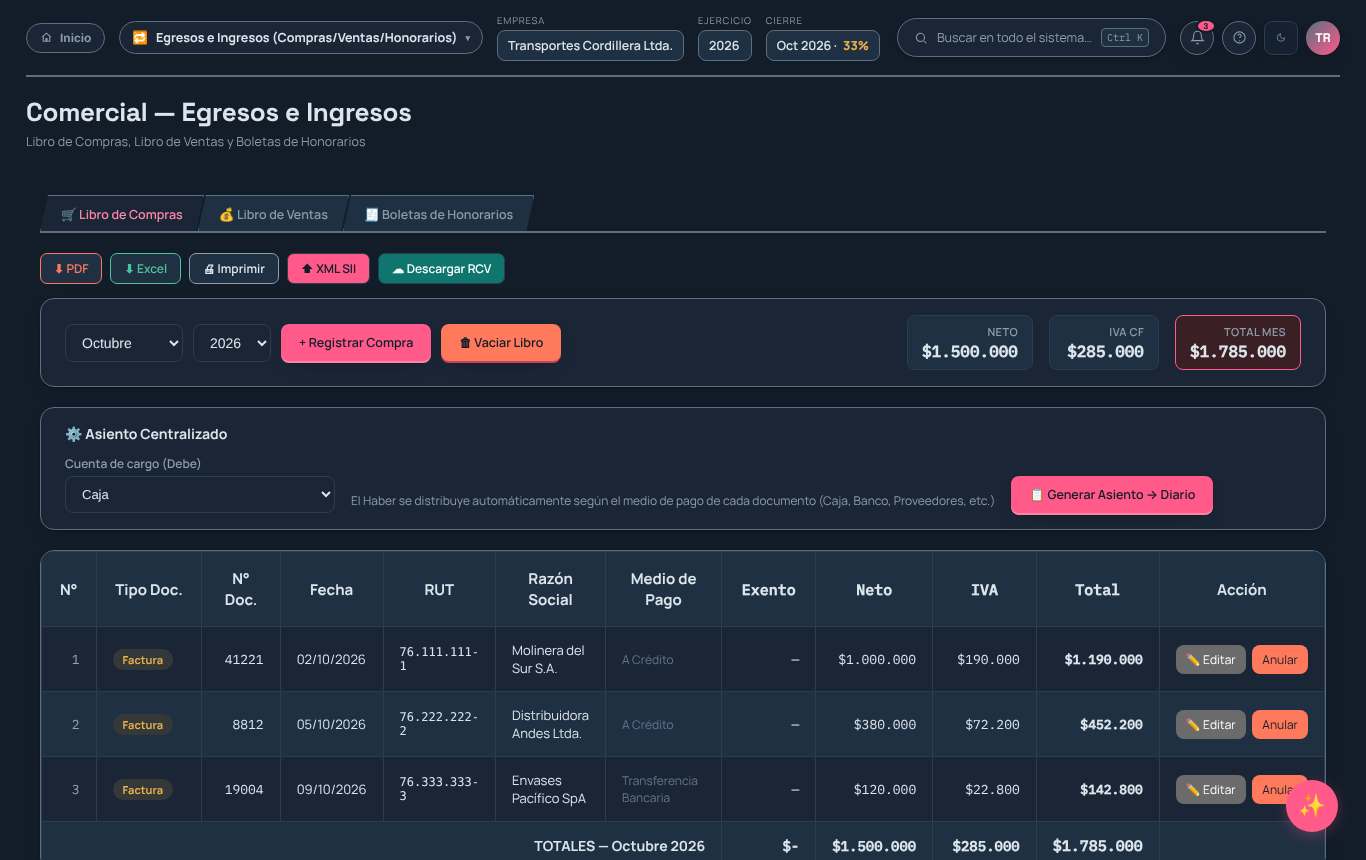 Inicio
Egresos e Ingresos (Compras/Ventas/Honorarios)
EMPRESA
Transportes Cordillera Ltda.
EJERCICIO
2026
CIERRE
Oct 2026 · 33%
Buscar en todo el sistema... Ctrl K
3
TR
Comercial — Egresos e Ingresos
Libro de Compras, Libro de Ventas y Boletas de Honorarios
Libro de Compras
Libro de Ventas
Boletas de Honorarios
PDF
Excel
Imprimir
XML SII
Descargar RCV
Octubre
2026
+ Registrar Compra
Vaciar Libro
NETO
$1.500.000
IVA CF
$285.000
TOTAL MES
$1.785.000
Asiento Centralizado
Cuenta de cargo (Debe)
Caja
El Haber se distribuye automáticamente según el medio de pago de cada documento (Caja, Banco, Proveedores, etc.)
Generar Asiento → Diario
N°
Tipo Doc.
N°
Doc.
Fecha
RUT
Razón
Social
Medio de
Pago
Exento
Neto
IVA
Total
Acción
1
Factura
41221
02/10/2026
76.111.111-
1
Molinera del
Sur S.A.
A Crédito
—
$1.000.000
$190.000
$1.190.000
Editar
Anular
2
Factura
8812
05/10/2026
76.222.222-
2
Distribuidora
Andes Ltda.
A Crédito
—
$380.000
$72.200
$452.200
Editar
Anular
3
Factura
19004
09/10/2026
76.333.333-
3
Envases
Pacífico SpA
Transferencia
Bancaria
—
$120.000
$22.800
$142.800
Editar
Anular
TOTALES — Octubre 2026
$-
$1.500.000
$285.000
$1.785.000